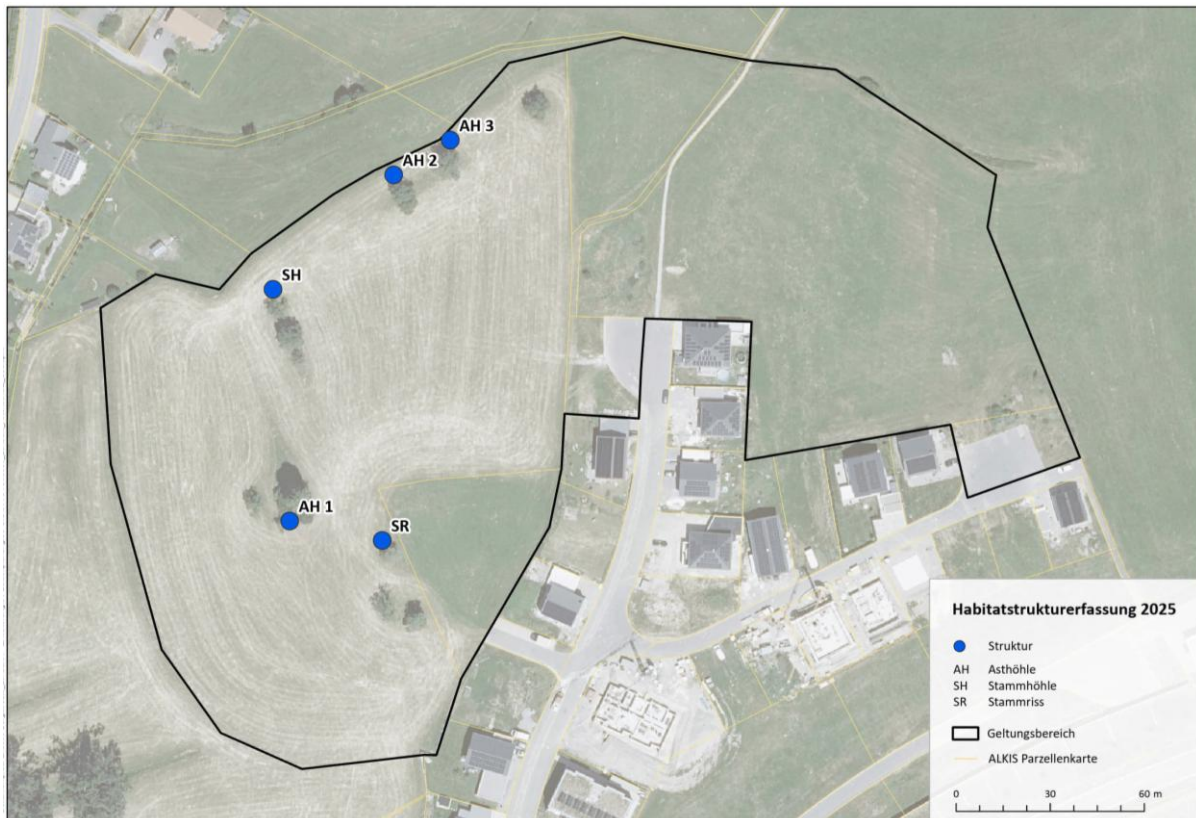 AH 3
AH 2
SH
AH 1
SR
Habitatstrukturerfassung 2025
Struktur
AH Asthöhle
SH Stammhöhle
SR Stammriss
Geltungsbereich
ALKIS Parzellenkarte
0 30 60 m